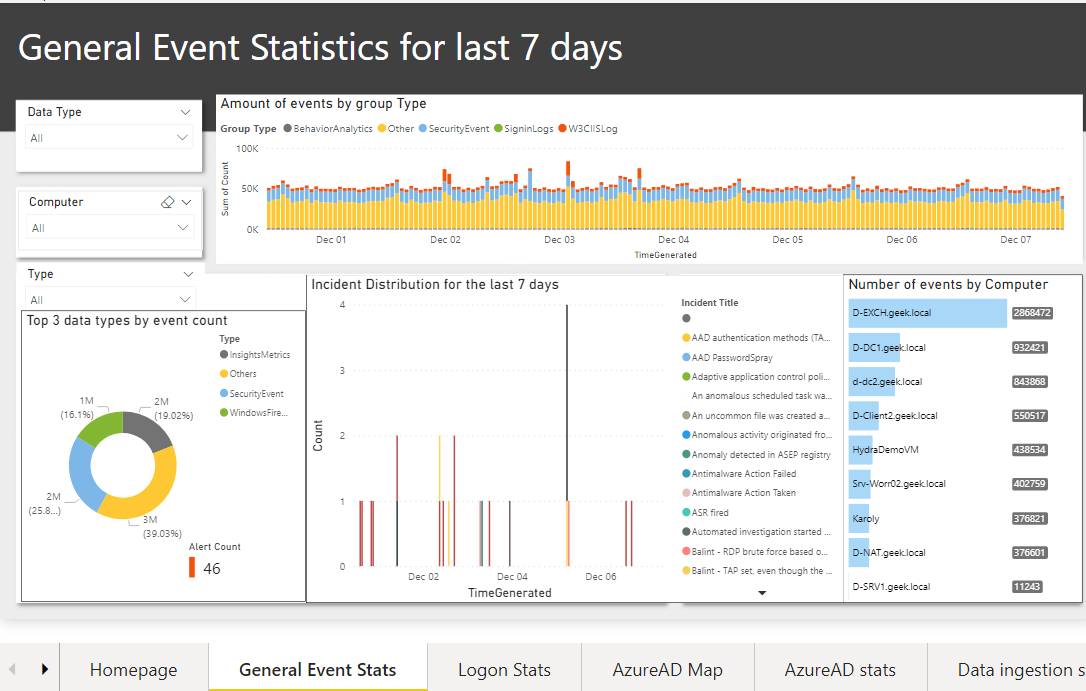 General Event Statistics for last 7 days
Data Type
All
Computer
All
Type
All
Amount of events by group Type
Group Type BehaviorAnalytics Other SecurityEvent SigninLogs W3CIISLog
100K
50K
0K
Sum of Count
Dec 01 Dec 02 Dec 03 Dec 04 Dec 05 Dec 06 Dec 07
TimeGenerated
Top 3 data types by event count
Type
InsightsMetrics
Others
SecurityEvent
WindowsFire...
1M
(16.1%)
2M
(19.02%)
2M
(25.8...)
3M
(39.03%)
Alert Count
46
Incident Distribution for the last 7 days
4
3
2
1
0
Count
Dec 02 Dec 04 Dec 06
TimeGenerated
Incident Title
AAD authentication methods (TA...
AAD PasswordSpray
Adaptive application control poli...
An anomalous scheduled task wa...
An uncommon file was created a...
Anomalous activity originated fro...
Anomaly detected in ASEP registry
Antimalware Action Failed
Antimalware Action Taken
ASR fired
Automated investigation started ...
Balint - RDP brute force based o...
Balint - TAP set, even though the ...
Number of events by Computer
D-EXCH.geek.local 2868472
D-DC1.geek.local 932421
d-dc2.geek.local 843868
D-Client2.geek.local 550517
HydraDemoVM 438534
Srv-Worr02.geek.local 402759
Karoly 376821
D-NAT.geek.local 376601
D-SRV1.geek.local 11243
Homepage General Event Stats Logon Stats AzureAD Map AzureAD stats Data ingestion s